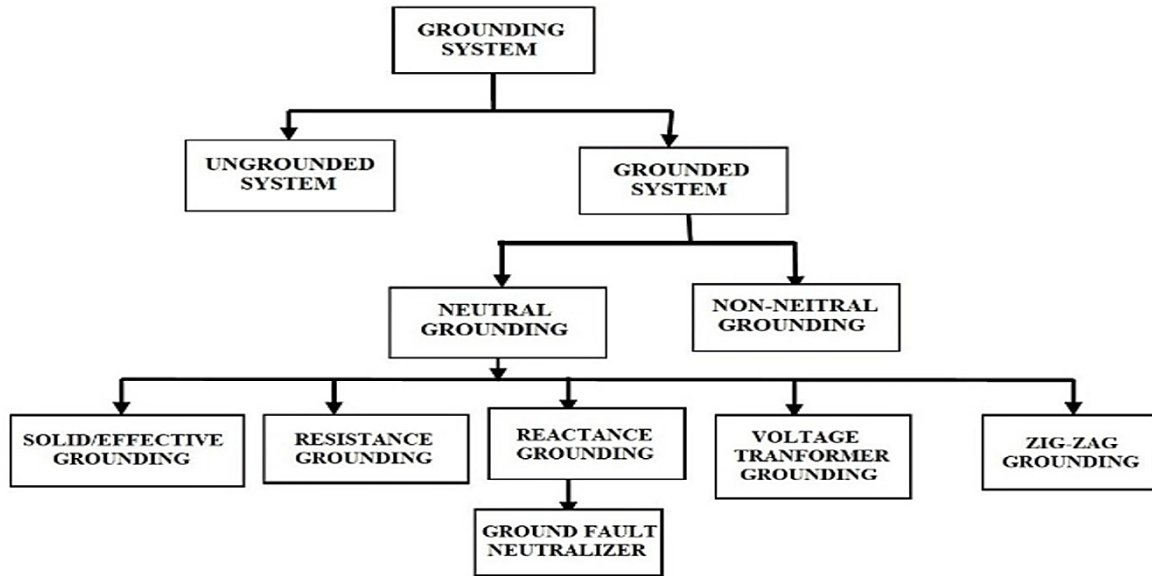 GROUNDING
SYSTEM
UNGROUNDED
SYSTEM
GROUNDED
SYSTEM
NEUTRAL
GROUNDING
NON-NEITRAL
GROUNDING
SOLID/EFFECTIVE
GROUNDING
RESISTANCE
GROUNDING
REACTANCE
GROUNDING
VOLTAGE
TRANFORMER
GROUNDING
ZIG-ZAG
GROUNDING
GROUND FAULT
NEUTRALIZER